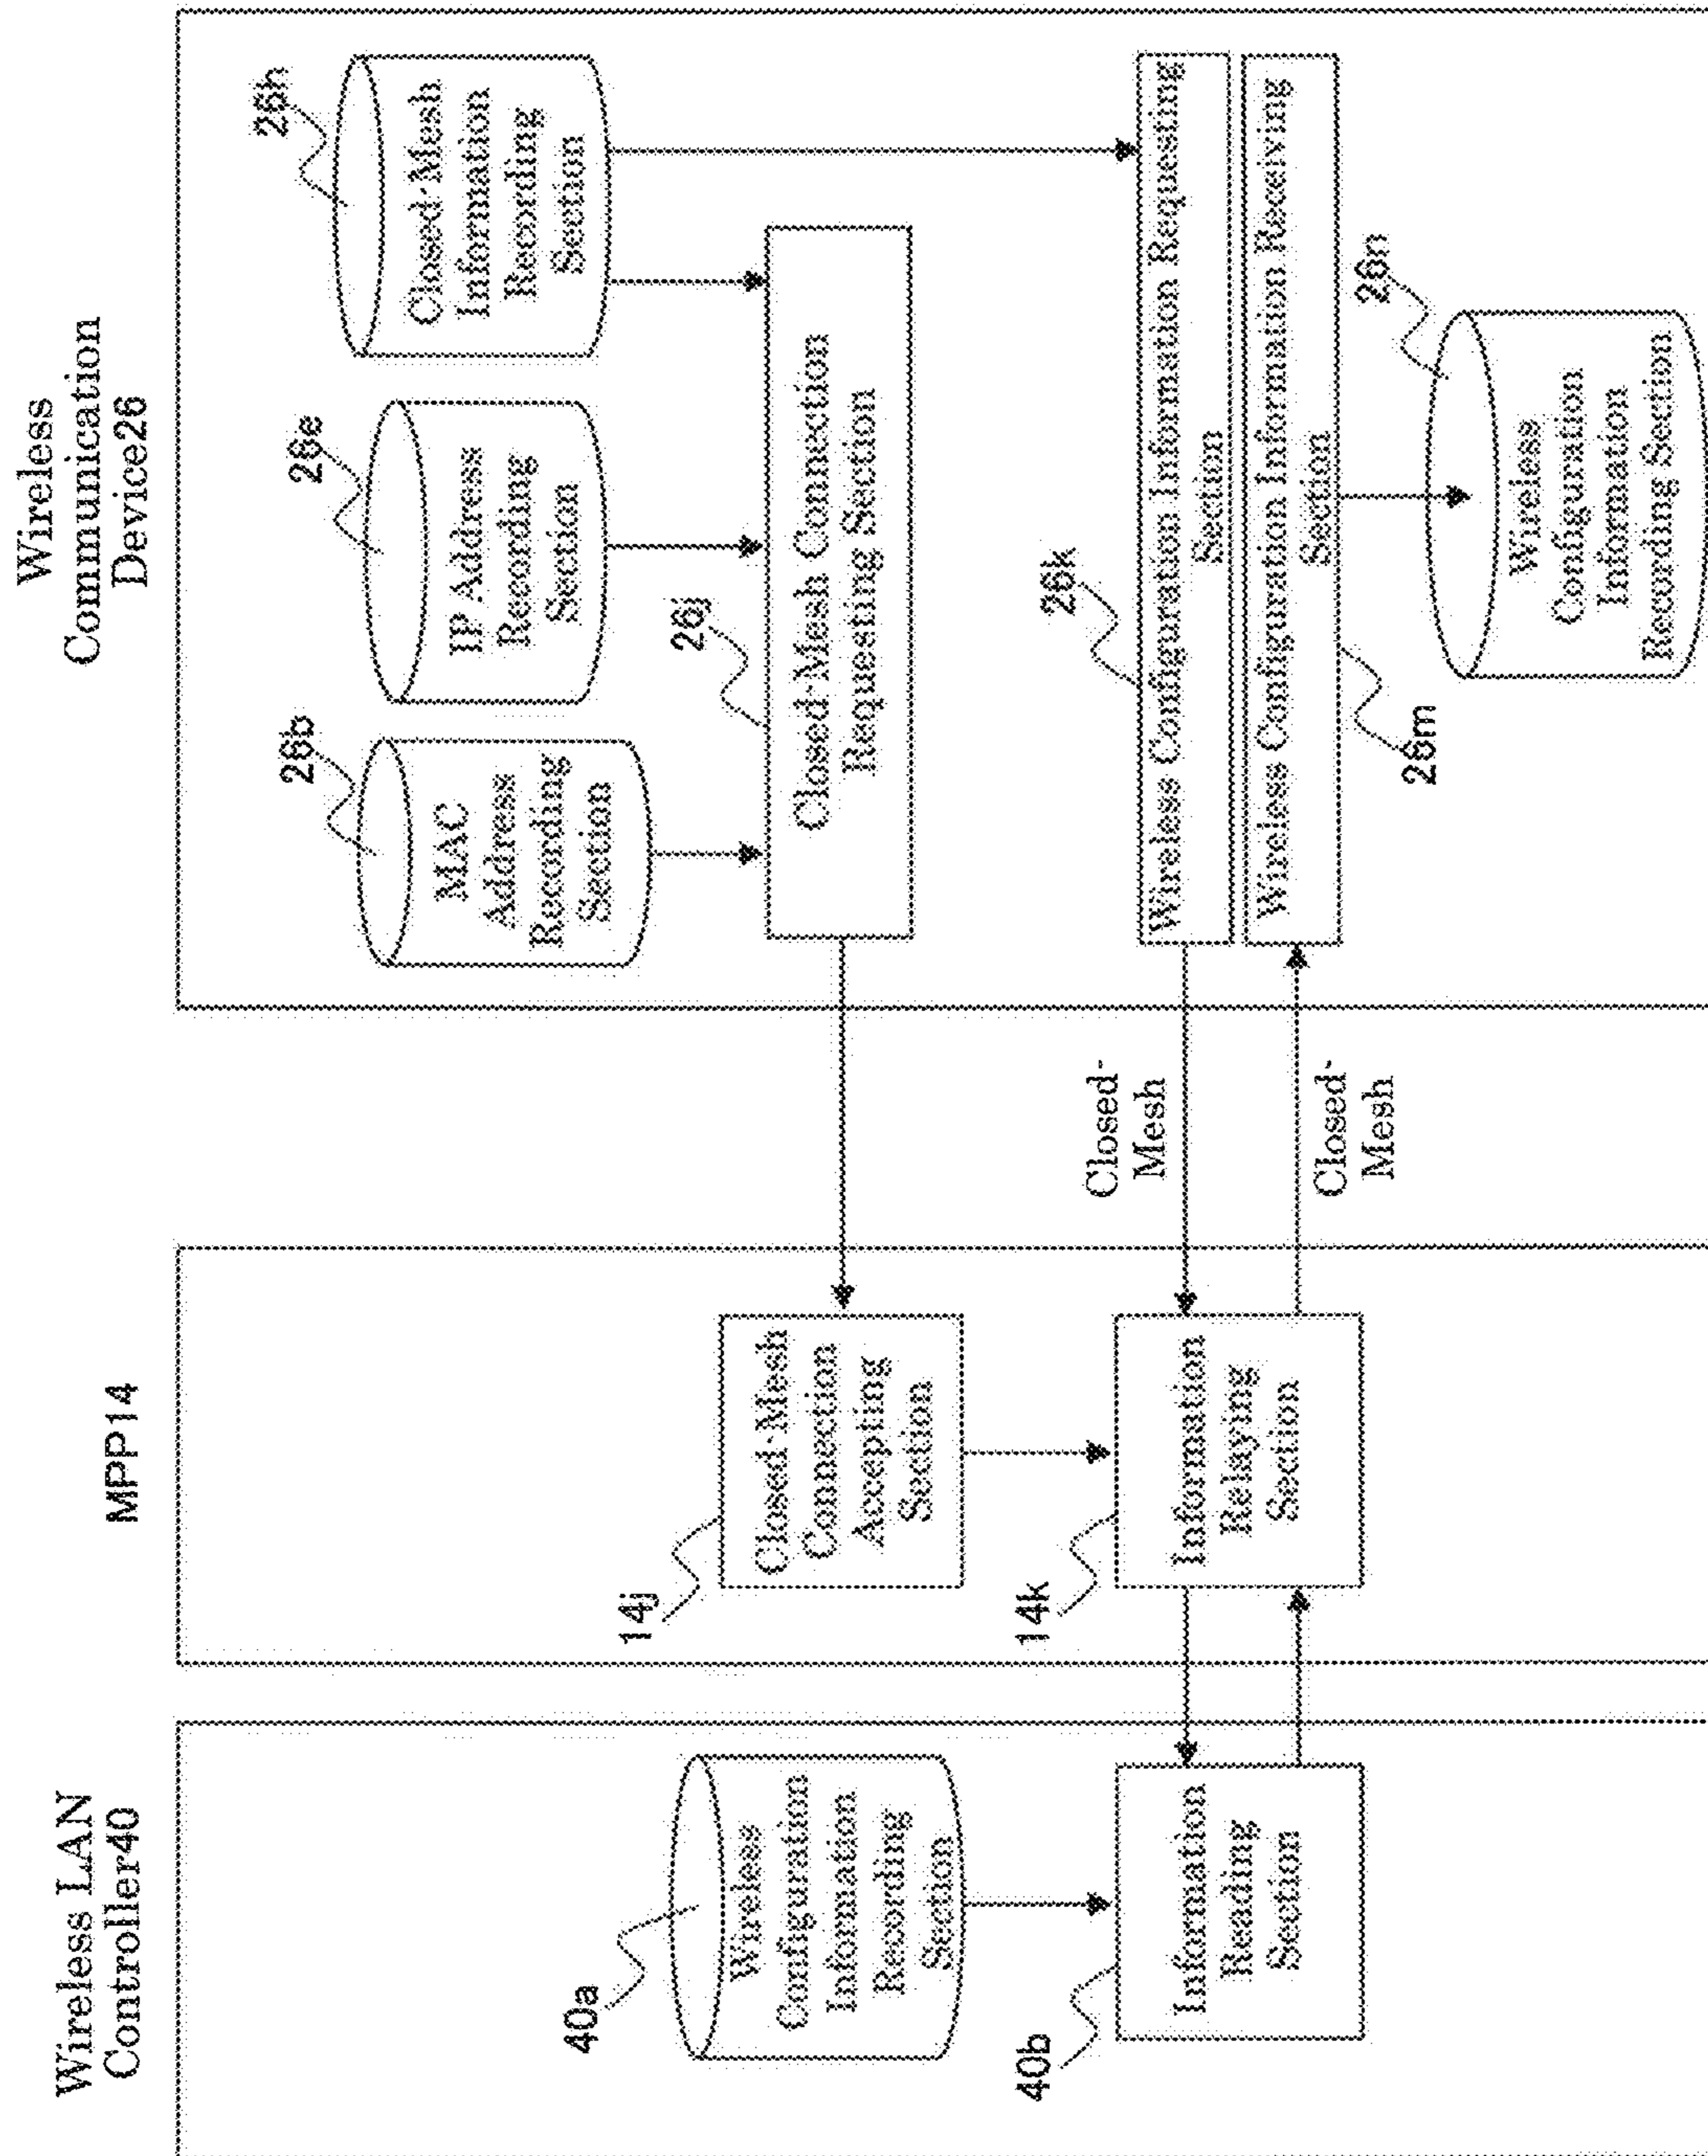 Wireless LAN
Controller40
MPP14
Wireless
Communication
Device26
40a
Wireless
Configuration
Information
Recording
Section
40b
Information
Reading
Section
14j
Closed-Mesh
Connection
Accepting
Section
14k
Information
Relaying
Section
Closed-
Mesh
Closed-
Mesh
26b
MAC
Address
Recording
Section
26e
IP Address
Recording
Section
26h
Closed-Mesh
Information
Recording
Section
26j
Closed-Mesh Connection
Requesting Section
26k
Wireless Configuration Information Requesting
Section
Wireless Configuration Information Receiving
Section
26m
26n
Wireless
Configuration
Information
Recording Section